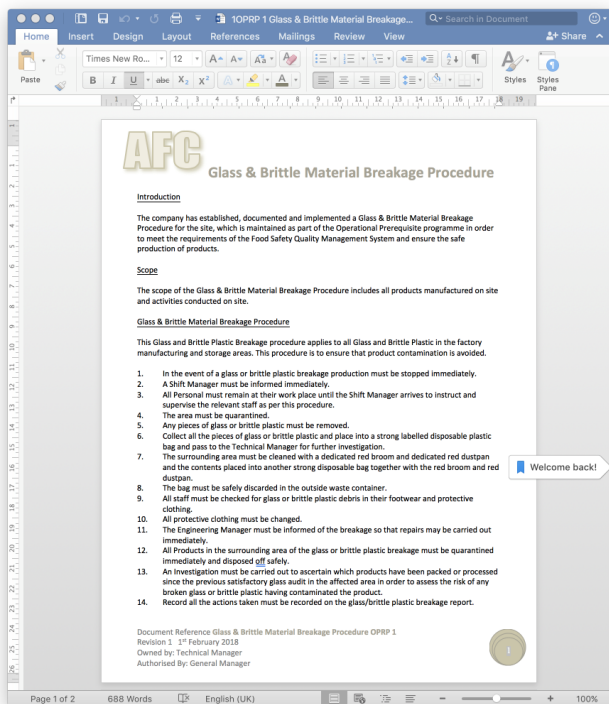 1OPRP 1 Glass & Brittle Material Breakage...
Search in Document
Home Insert Design Layout References Mailings Review View Share
Paste
Times New Ro... 12
Styles
Styles Pane
AFC
Glass & Brittle Material Breakage Procedure
Introduction
The company has established, documented and implemented a Glass & Brittle Material Breakage
Procedure for the site, which is maintained as part of the Operational Prerequisite programme in order
to meet the requirements of the Food Safety Quality Management System and ensure the safe
production of products.
Scope
The scope of the Glass & Brittle Material Breakage Procedure includes all products manufactured on site
and activities conducted on site.
Glass & Brittle Material Breakage Procedure
This Glass and Brittle Plastic Breakage procedure applies to all Glass and Brittle Plastic in the factory
manufacturing and storage areas. This procedure is to ensure that product contamination is avoided.
1. In the event of a glass or brittle plastic breakage production must be stopped immediately.
2. A Shift Manager must be informed immediately.
3. All Personal must remain at their work place until the Shift Manager arrives to instruct and
supervise the relevant staff as per this procedure.
4. The area must be quarantined.
5. Any pieces of glass or brittle plastic must be removed.
6. Collect all the pieces of glass or brittle plastic and place into a strong labelled disposable plastic
bag and pass to the Technical Manager for further investigation.
7. The surrounding area must be cleaned with a dedicated red broom and dedicated red dustpan
and the contents placed into another strong disposable bag together with the red broom and red
dustpan.
8. The bag must be safely discarded in the outside waste container.
9. All staff must be checked for glass or brittle plastic debris in their footwear and protective
clothing.
10. All protective clothing must be changed.
11. The Engineering Manager must be informed of the breakage so that repairs may be carried out
immediately.
12. All Products in the surrounding area of the glass or brittle plastic breakage must be quarantined
immediately and disposed off safely.
13. An Investigation must be carried out to ascertain which products have been packed or processed
since the previous satisfactory glass audit in the affected area in order to assess the risk of any
broken glass or brittle plastic having contaminated the product.
14. Record all the actions taken must be recorded on the glass/brittle plastic breakage report.
Welcome back!
Document Reference Glass & Brittle Material Breakage Procedure OPRP 1
Revision 1 1st February 2018
Owned by: Technical Manager
Authorised By: General Manager
1
Page 1 of 2 688 Words English (UK) 100%